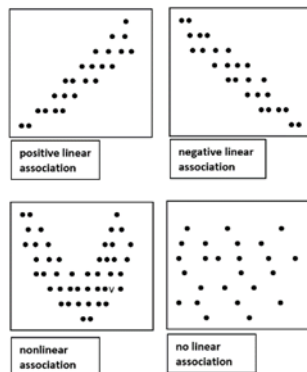 positive linear
association
negative linear
association
v
nonlinear
association
no linear
association